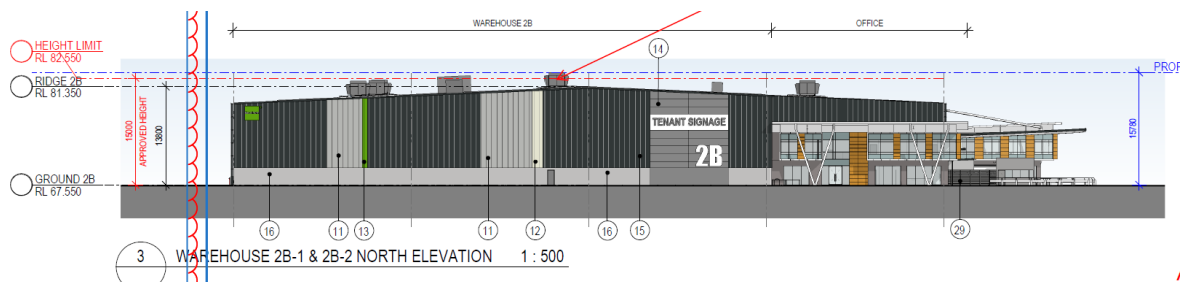 WAREHOUSE 2B
OFFICE
HEIGHT LIMIT
RL 82.550
14
PROP
RIDGE 2B
RL 81.350
15000
APPROVED HEIGHT
13800
15780
TENANT SIGNAGE
2B
GROUND 2B
RL 67.550
16
11
13
11
12
16
15
29
3
WAREHOUSE 2B-1 & 2B-2 NORTH ELEVATION 1 : 500